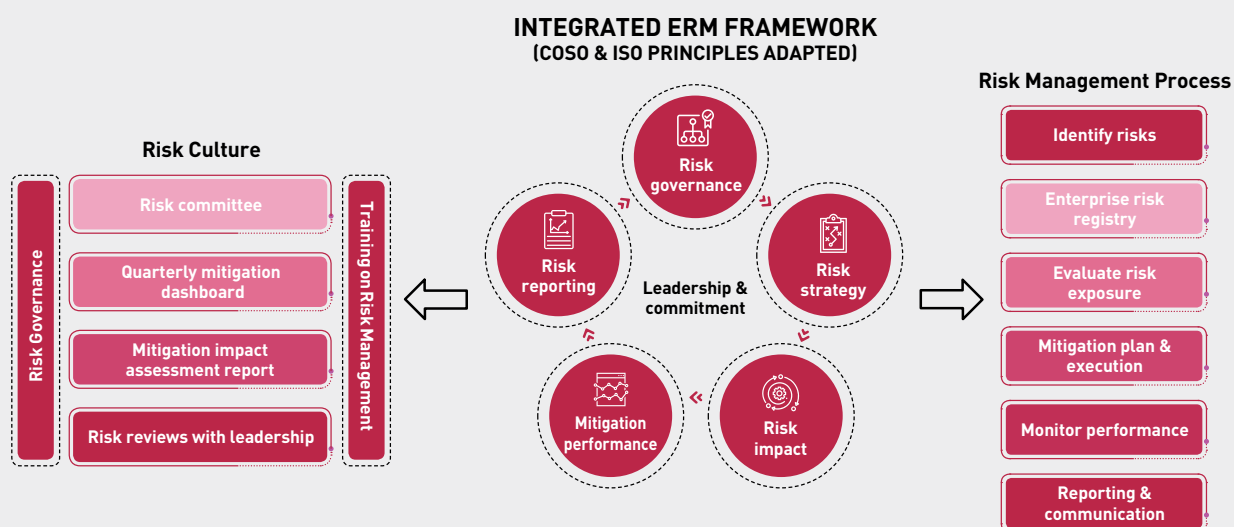 INTEGRATED ERM FRAMEWORK
(COSO & ISO PRINCIPLES ADAPTED)
Risk Culture
Risk Governance
Risk committee
Quarterly mitigation
dashboard
Mitigation impact
assessment report
Risk reviews with leadership
Training on Risk Management
Risk
governance
Risk
strategy
Risk
impact
Mitigation
performance
Risk
reporting
Leadership &
commitment
Risk Management Process
Identify risks
Enterprise risk
registry
Evaluate risk
exposure
Mitigation plan &
execution
Monitor performance
Reporting &
communication